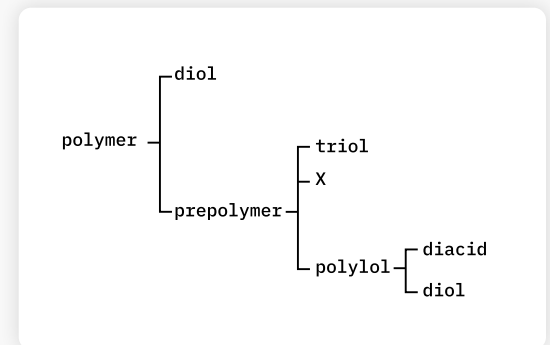 diol
polymer
triol
X
prepolymer
diacid
polylol
diol